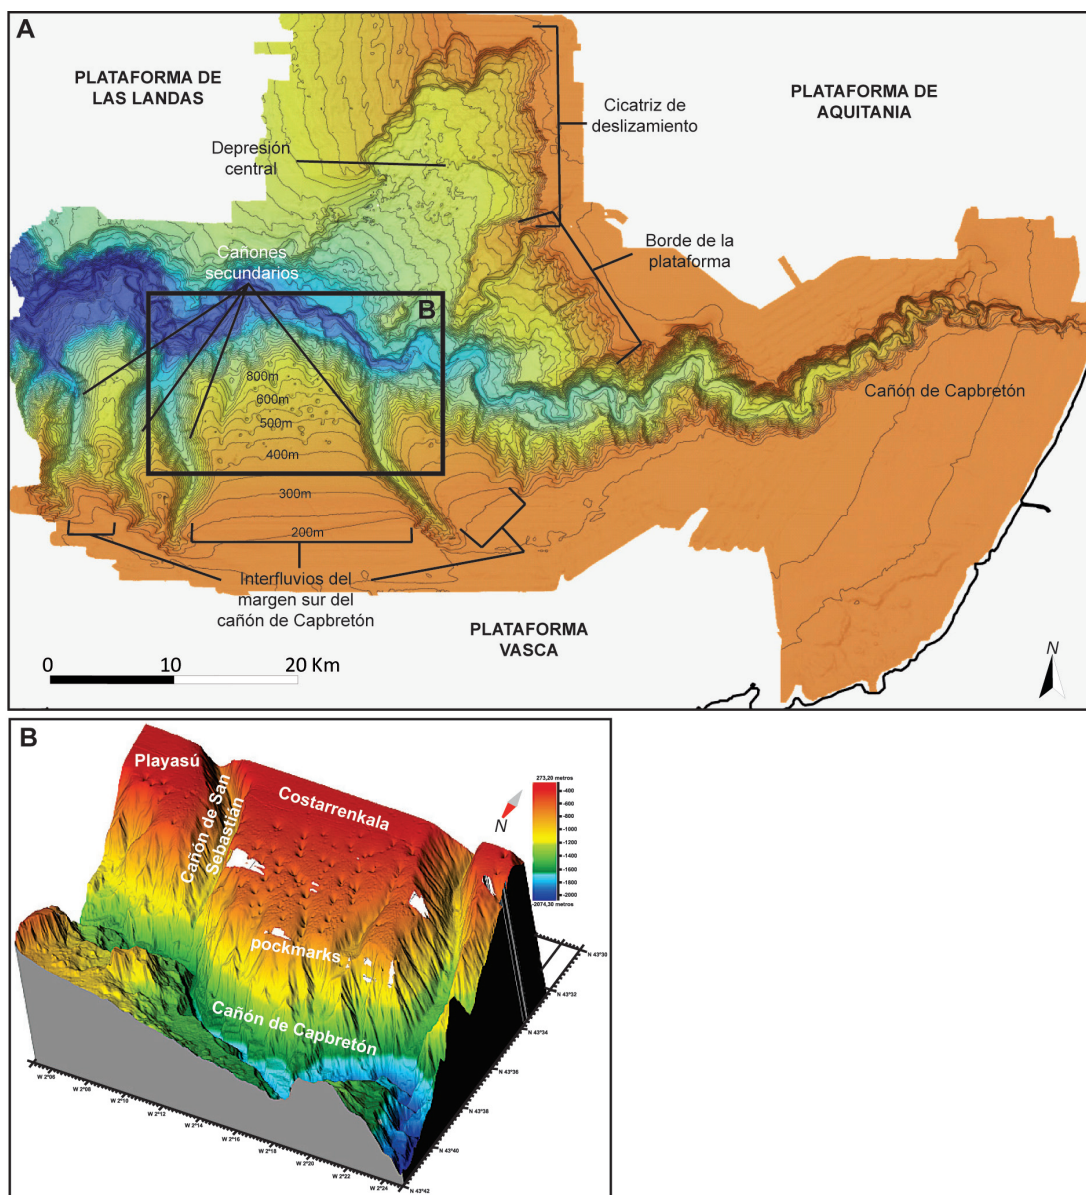 A
PLATAFORMA DE
LAS LANDAS
PLATAFORMA
DE
AQUITANIA
Cicatriz de
deslizamiento
Depresión
central
Borde de la
plataforma
Cañones
secundarios
B
800m
600m
500m
400m
300m
200m
Cañón de Capbretón
Interfluvios del
margen sur del
cañón de Capbretón
PLATAFORMA
VASCA
0 10 20 Km
N
B
Playasú
Cañón de San
Sebastián
Costarrenkala
pockmarks
Cañón de Capbretón
N
273,20 metros
-400
-800
-1000
-1200
-1600
-1800
-2000
-2074,30 metros
W 2°06
W 2°08
W 2°10
W 2°12
W 2°14
W 2°16
W 2°18
W 2°20
W 2°22
W 2°24
N 43°30
N 43°32
N 43°34
N 43°36
N 43°38
N 43°40
N 43°42